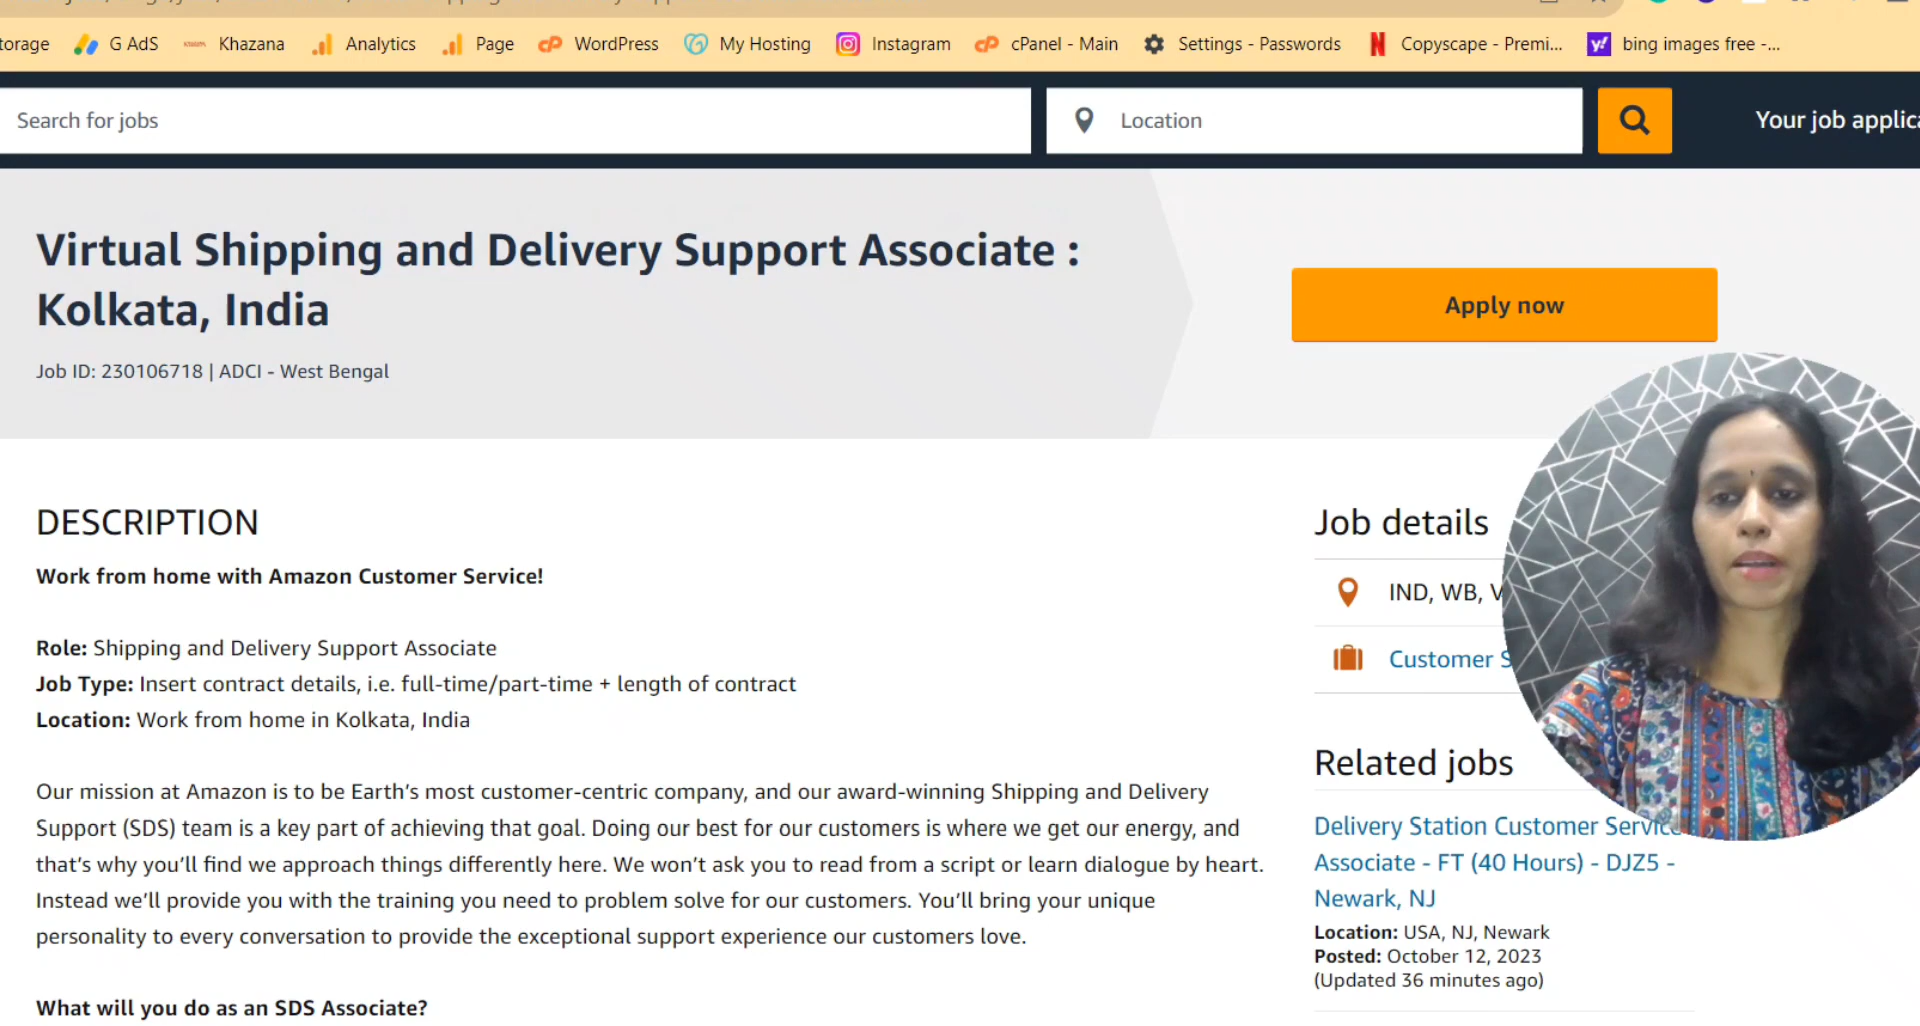 torage G AdS Khazana Analytics Page WordPress My Hosting Instagram cPanel - Main Settings - Passwords Copyscape - Premi... bing images free -...
Search for jobs
Location
Your job applica
Virtual Shipping and Delivery Support Associate :
Kolkata, India
Job ID: 230106718 | ADCI - West Bengal
Apply now
DESCRIPTION
Work from home with Amazon Customer Service!
Role: Shipping and Delivery Support Associate
Job Type: Insert contract details, i.e. full-time/part-time + length of contract
Location: Work from home in Kolkata, India
Our mission at Amazon is to be Earth's most customer-centric company, and our award-winning Shipping and Delivery
Support (SDS) team is a key part of achieving that goal. Doing our best for our customers is where we get our energy, and
that's why you'll find we approach things differently here. We won't ask you to read from a script or learn dialogue by heart.
Instead we'll provide you with the training you need to problem solve for our customers. You'll bring your unique
personality to every conversation to provide the exceptional support experience our customers love.
What will you do as an SDS Associate?
Job details
IND, WB, V
Customer S
Related jobs
Delivery Station Customer Service
Associate - FT (40 Hours) - DJZ5 -
Newark, NJ
Location: USA, NJ, Newark
Posted: October 12, 2023
(Updated 36 minutes ago)